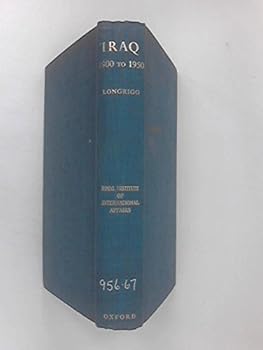 IRAQ
1900 TO 1950
LONGRIGG
ROYAL INSTITUTE
OF
INTERNATIONAL
AFFAIRS
956·67
OXFORD